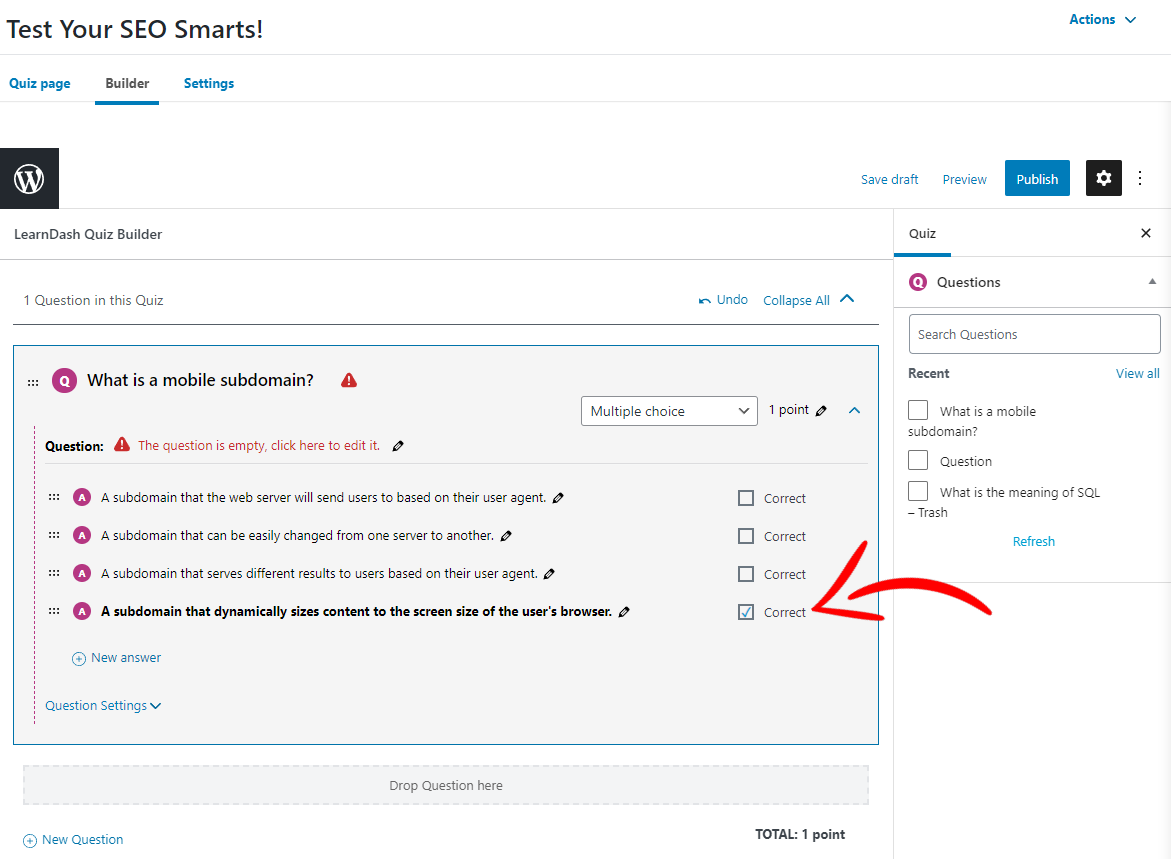 Test Your SEO Smarts!
Actions
Quiz page
Builder
Settings
W
Save draft
Preview
Publish
LearnDash Quiz Builder
Quiz
1 Question in this Quiz
Undo
Collapse All
Q What is a mobile subdomain?
Multiple choice
1 point
Question: The question is empty, click here to edit it.
A A subdomain that the web server will send users to based on their user agent.
Correct
A A subdomain that can be easily changed from one server to another.
Correct
A A subdomain that serves different results to users based on their user agent.
Correct
A A subdomain that dynamically sizes content to the screen size of the user's browser.
Correct
New answer
Question Settings
Drop Question here
New Question
TOTAL: 1 point
Q Questions
Search Questions
Recent
View all
What is a mobile
subdomain?
Question
What is the meaning of SQL
– Trash
Refresh